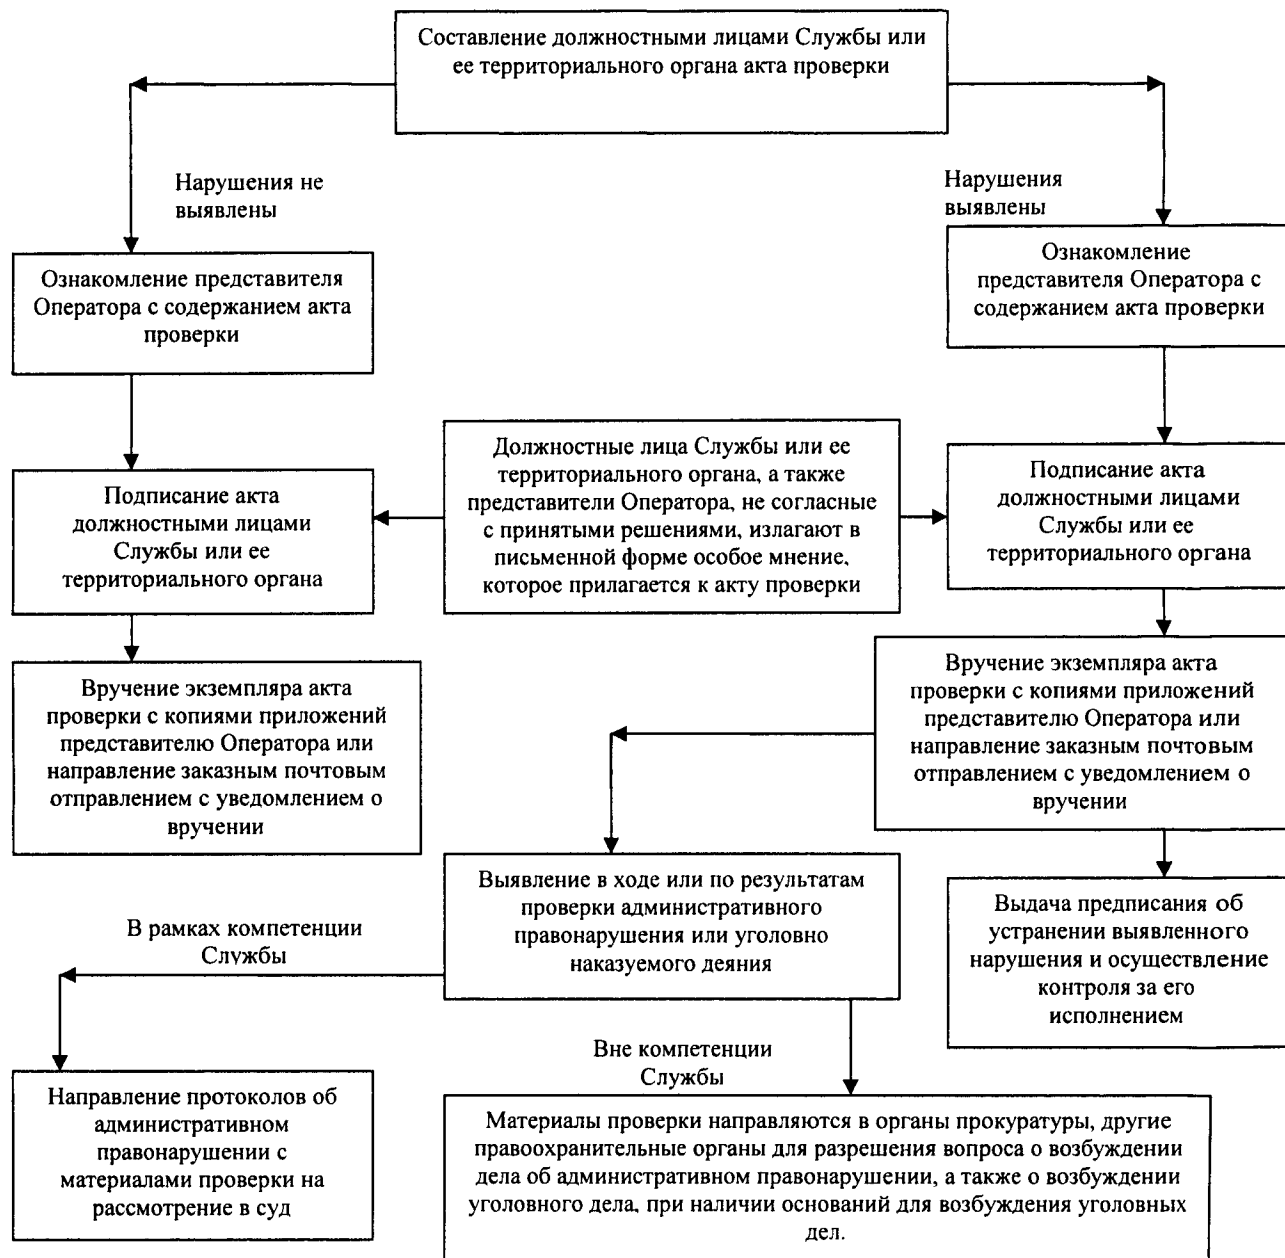 Составление должностными лицами Службы или
ее территориального органа акта проверки
Нарушения не
выявлены
Нарушения
выявлены
Ознакомление представителя
Оператора с содержанием акта
проверки
Ознакомление
представителя Оператора с
содержанием акта проверки
Должностные лица Службы или ее
территориального органа, а также
представители Оператора, не согласные
с принятыми решениями, излагают в
письменной форме особое мнение,
которое прилагается к акту проверки
Подписание акта
должностными лицами
Службы или ее
территориального органа
Подписание акта
должностными лицами
Службы или ее
территориального органа
Вручение экземпляра акта
проверки с копиями приложений
представителю Оператора или
направление заказным почтовым
отправлением с уведомлением о
вручении
Вручение экземпляра акта
проверки с копиями приложений
представителю Оператора или
направление заказным почтовым
отправлением с уведомлением о
вручении
Выявление в ходе или по результатам
проверки административного
правонарушения или уголовно
наказуемого деяния
Выдача предписания об
устранении выявленного
нарушения и осуществление
контроля за его
исполнением
В рамках компетенции
Службы
Вне компетенции
Службы
Направление протоколов об
административном
правонарушении с
материалами проверки на
рассмотрение в суд
Материалы проверки направляются в органы прокуратуры, другие
правоохранительные органы для разрешения вопроса о возбуждении
дела об административном правонарушении, а также о возбуждении
уголовного дела, при наличии оснований для возбуждения уголовных
дел.